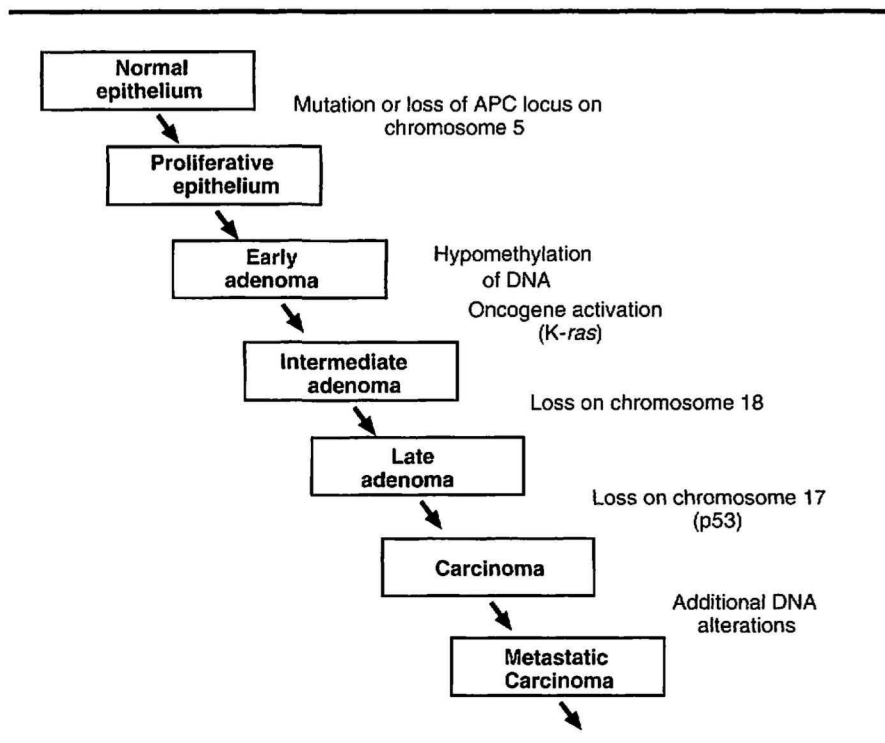 Normal
epithelium
Mutation or loss of APC locus on
chromosome 5
Proliferative
epithelium
Early
adenoma
Hypomethylation
of DNA
Oncogene activation
(K-ras)
Intermediate
adenoma
Loss on chromosome 18
Late
adenoma
Loss on chromosome 17
(p53)
Carcinoma
Additional DNA
alterations
Metastatic
Carcinoma